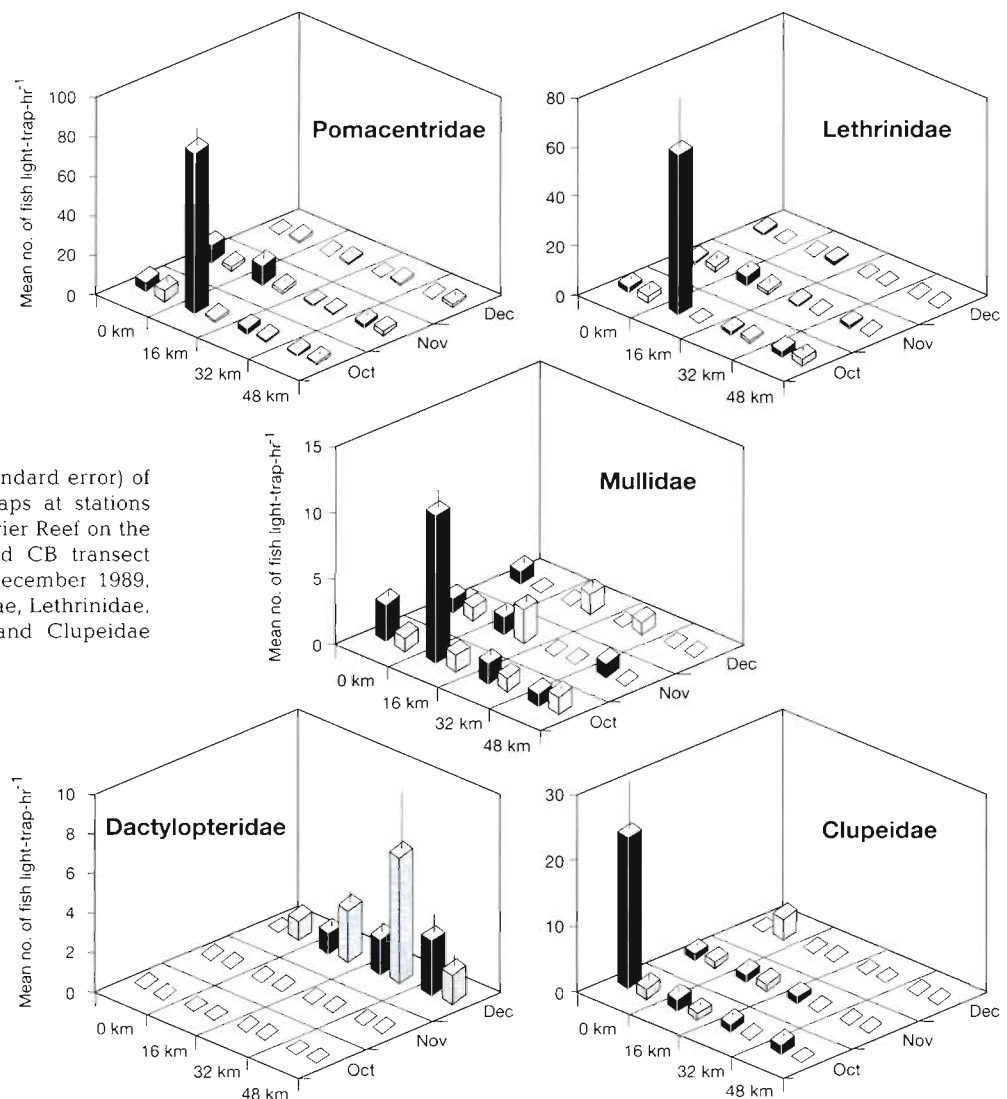 Pomacentridae
Mean no. of fish light-trap-hr-1
100
80
60
40
20
0
0 km
16 km
32 km
48 km
Oct
Nov
Dec
Lethrinidae
80
60
40
20
0
0 km
16 km
32 km
48 km
Oct
Nov
Dec
ndard error) of
aps at stations
rier Reef on the
d CB transect
ecember 1989.
ae, Lethrinidae,
and Clupeidae
Mullidae
Mean no. of fish light-trap-hr-1
15
10
5
0
0 km
16 km
32 km
48 km
Oct
Nov
Dec
Dactylopteridae
Mean no. of fish light-trap-hr-1
10
8
6
4
2
0
0 km
16 km
32 km
48 km
Oct
Nov
Dec
Clupeidae
30
20
10
0
0 km
16 km
32 km
48 km
Oct
Nov
Dec